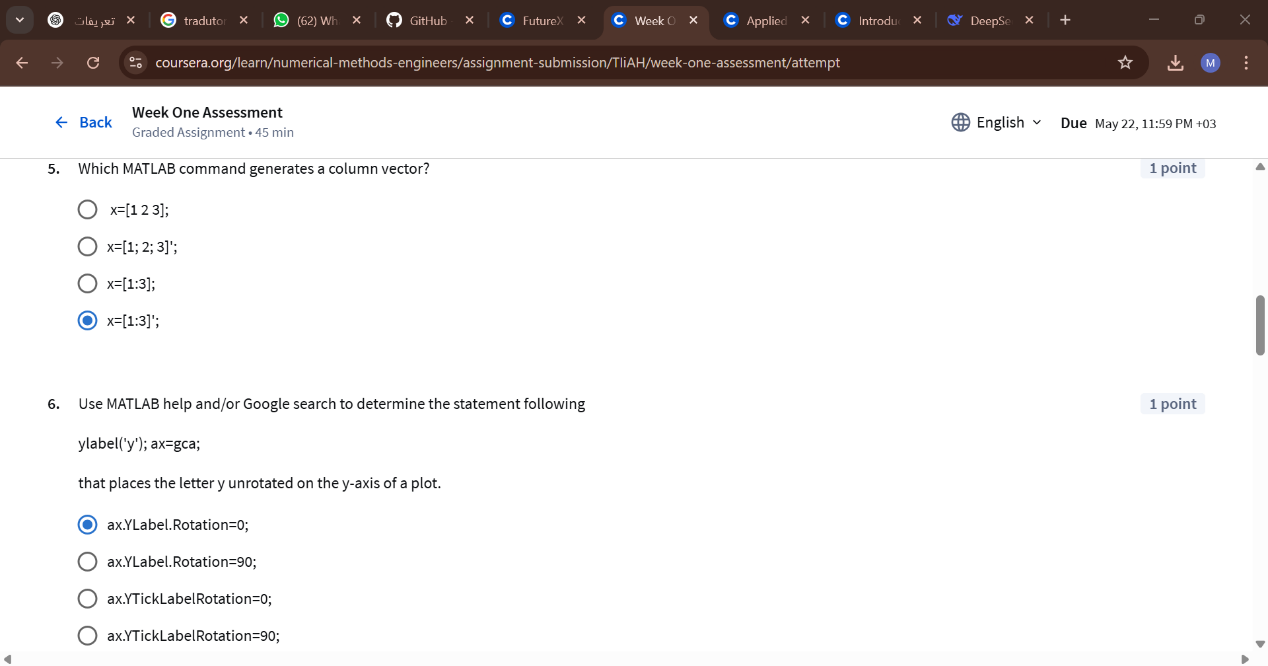 تعريفات
tradutor
(62) Wh
GitHub
FutureX
Week O
Applied
Introdu
DeepSe
coursera.org/learn/numerical-methods-engineers/assignment-submission/TliAH/week-one-assessment/attempt
M
Back
Week One Assessment
Graded Assignment • 45 min
English
Due May 22, 11:59 PM +03
5. Which MATLAB command generates a column vector? 1 point
x=[1 2 3];
x=[1; 2; 3]';
x=[1:3];
x=[1:3]';
6. Use MATLAB help and/or Google search to determine the statement following 1 point
ylabel('y'); ax=gca;
that places the letter y unrotated on the y-axis of a plot.
ax.YLabel.Rotation=0;
ax.YLabel.Rotation=90;
ax.YTickLabelRotation=0;
ax.YTickLabelRotation=90;